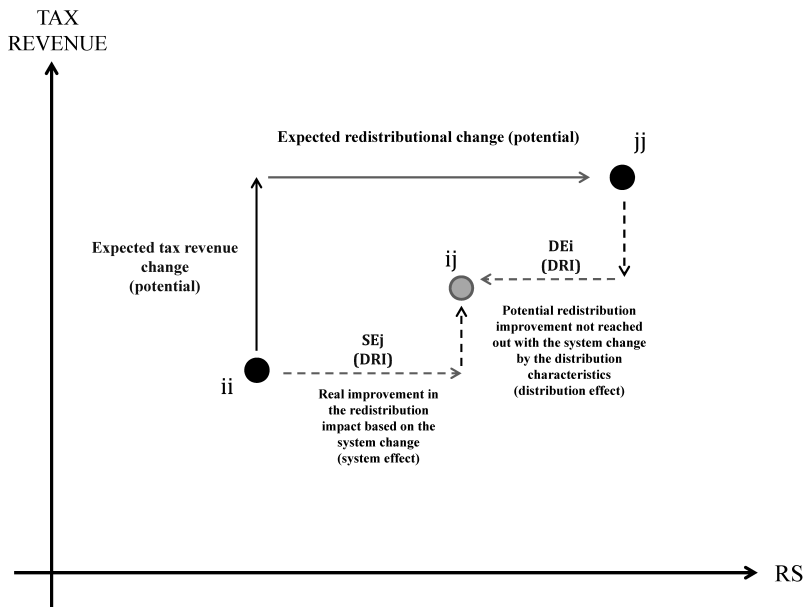 TAX
REVENUE
Expected redistributional change (potential)
jj
Expected tax revenue
change
(potential)
ij
DEi
(DRI)
Potential redistribution
improvement not reached
out with the system change
by the distribution
characteristics
(distribution effect)
SEj
(DRI)
ii
Real improvement in
the redistribution
impact based on the
system change
(system effect)
RS